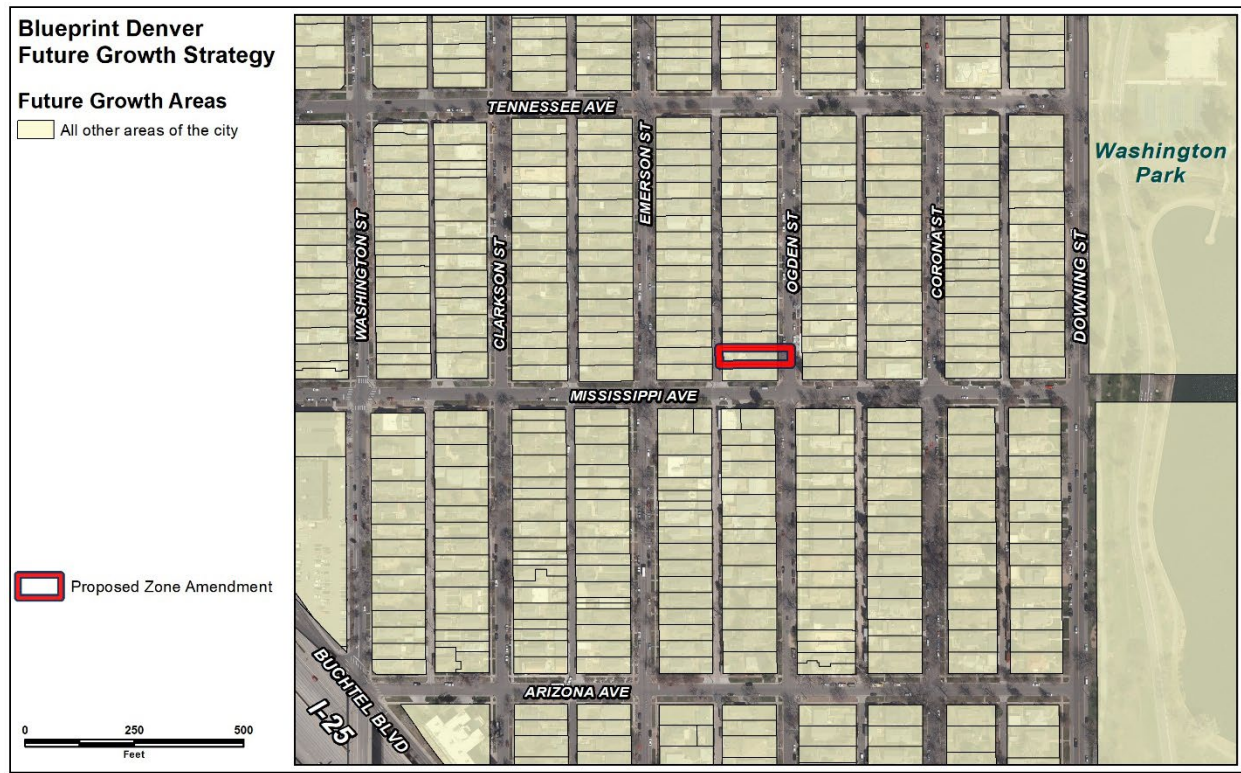 Blueprint Denver
Future Growth Strategy
Future Growth Areas
All other areas of the city
Proposed Zone Amendment
0 250 500
Feet
TENNESSEE AVE
WASHINGTON ST
CLARKSON ST
EMERSON ST
OGDEN ST
CORONA ST
DOWNING ST
Washington
Park
MISSISSIPPI AVE
ARIZONA AVE
BUCHTEL BLVD
I-25